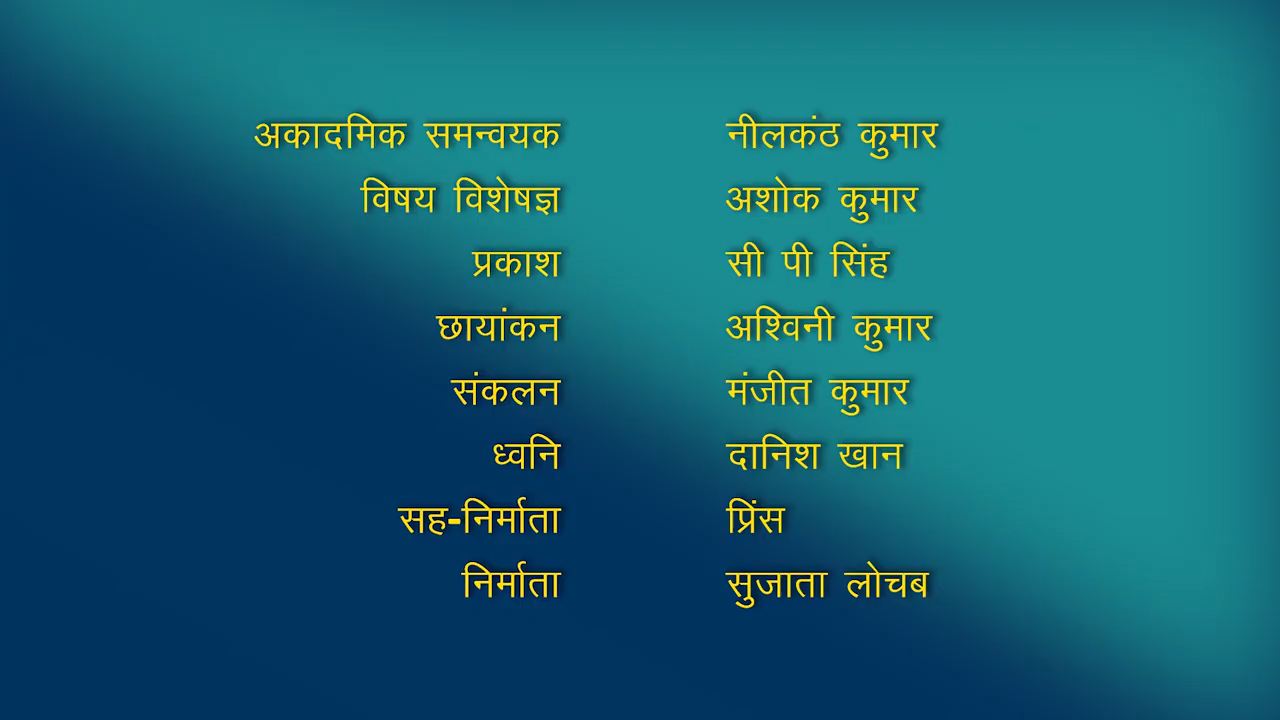 अकादमिक समन्वयक नीलकंठ कुमार
विषय विशेषज्ञ अशोक कुमार
प्रकाश सी पी सिंह
छायांकन अश्विनी कुमार
संकलन मंजीत कुमार
ध्वनि दानिश खान
सह-निर्माता प्रिंस
निर्माता सुजाता लोचब